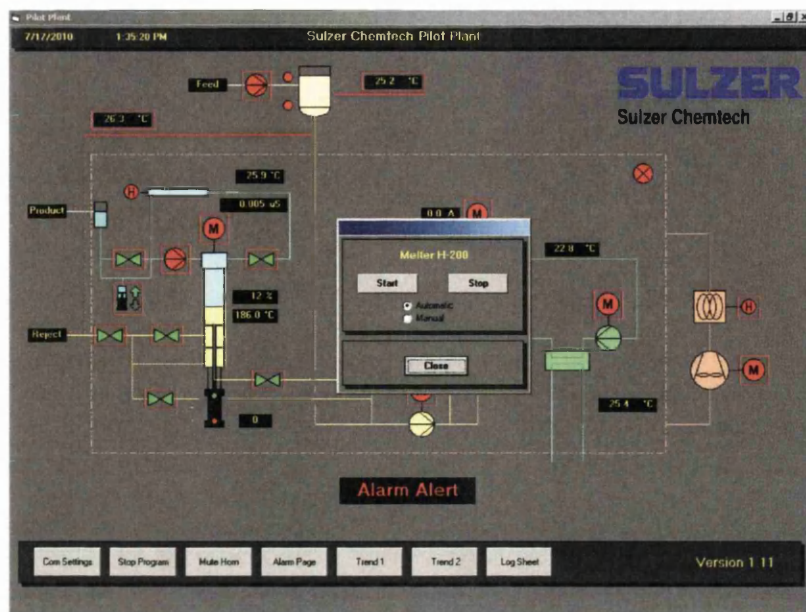 Pilot Plant
7/17/2010 1:35:20 PM Sulzer Chemtech Pilot Plant
SULZER
Sulzer Chemtech
Feed
25.2 °C
26.3 °C
25.9 °C
H
0.005 uS
Product
M
0.0 A
M
Melter H-200
Start Stop
Automatic
Manual
Close
22.8 °C
M
12 %
186.0 °C
H
Reject
M
25.4 °C
0
Alarm Alert
Com Settings Stop Program Mute Horn Alarm Page Trend 1 Trend 2 Log Sheet
Version 1.11